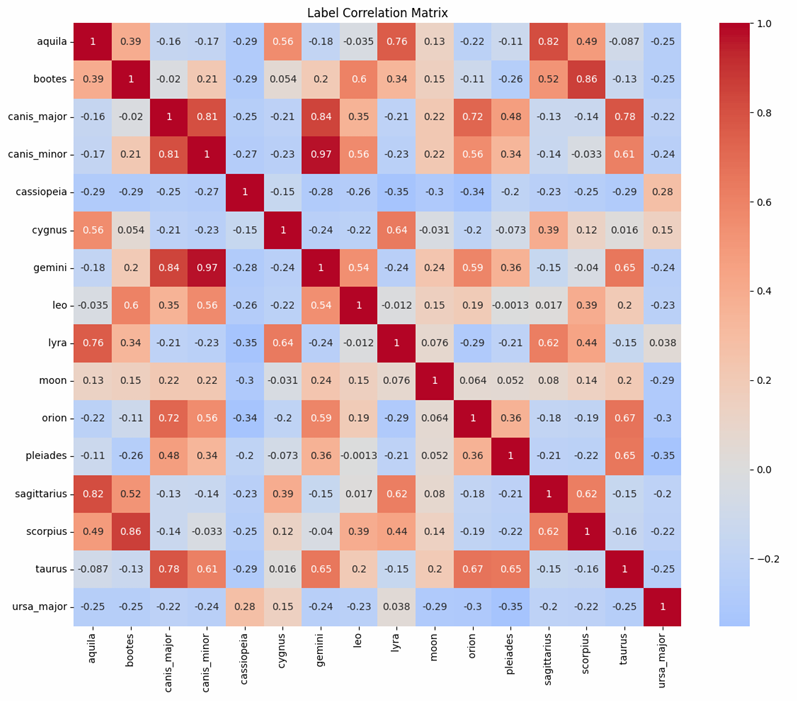 Label Correlation Matrix
aquila 1 0.39 -0.16 -0.17 -0.29 0.56 -0.18 -0.035 0.76 0.13 -0.22 -0.11 0.82 0.49 -0.087 -0.25
bootes 0.39 1 -0.02 0.21 -0.29 0.054 0.2 0.6 0.34 0.15 -0.11 -0.26 0.52 0.86 -0.13 -0.25
canis_major -0.16 -0.02 1 0.81 -0.25 -0.21 0.84 0.35 -0.21 0.22 0.72 0.48 -0.13 -0.14 0.78 -0.22
canis_minor -0.17 0.21 0.81 1 -0.27 -0.23 0.97 0.56 -0.23 0.22 0.56 0.34 -0.14 -0.033 0.61 -0.24
cassiopeia -0.29 -0.29 -0.25 -0.27 1 -0.15 -0.28 -0.26 -0.35 -0.3 -0.34 -0.2 -0.23 -0.25 -0.29 0.28
cygnus 0.56 0.054 -0.21 -0.23 -0.15 1 -0.24 -0.22 0.64 -0.031 -0.2 -0.073 0.39 0.12 0.016 0.15
gemini -0.18 0.2 0.84 0.97 -0.28 -0.24 1 0.54 -0.24 0.24 0.59 0.36 -0.15 -0.04 0.65 -0.24
leo -0.035 0.6 0.35 0.56 -0.26 -0.22 0.54 1 -0.012 0.15 0.19 -0.0013 0.017 0.39 0.2 -0.23
lyra 0.76 0.34 -0.21 -0.23 -0.35 0.64 -0.24 -0.012 1 0.076 -0.29 -0.21 0.62 0.44 -0.15 0.038
moon 0.13 0.15 0.22 0.22 -0.3 -0.031 0.24 0.15 0.076 1 0.064 0.052 0.08 0.14 0.2 -0.29
orion -0.22 -0.11 0.72 0.56 -0.34 -0.2 0.59 0.19 -0.29 0.064 1 0.36 -0.18 -0.19 0.67 -0.3
pleiades -0.11 -0.26 0.48 0.34 -0.2 -0.073 0.36 -0.0013 -0.21 0.052 0.36 1 -0.21 -0.22 0.65 -0.35
sagittarius 0.82 0.52 -0.13 -0.14 -0.23 0.39 -0.15 0.017 0.62 0.08 -0.18 -0.21 1 0.62 -0.15 -0.2
scorpius 0.49 0.86 -0.14 -0.033 -0.25 0.12 -0.04 0.39 0.44 0.14 -0.19 -0.22 0.62 1 -0.16 -0.22
taurus -0.087 -0.13 0.78 0.61 -0.29 0.016 0.65 0.2 -0.15 0.2 0.67 0.65 -0.15 -0.16 1 -0.25
ursa_major -0.25 -0.25 -0.22 -0.24 0.28 0.15 -0.24 -0.23 0.038 -0.29 -0.3 -0.35 -0.2 -0.22 -0.25 1
aquila
bootes
canis_major
canis_minor
cassiopeia
cygnus
gemini
leo
lyra
moon
orion
pleiades
sagittarius
scorpius
taurus
ursa_major
1.0
0.8
0.6
0.4
0.2
0.0
−0.2